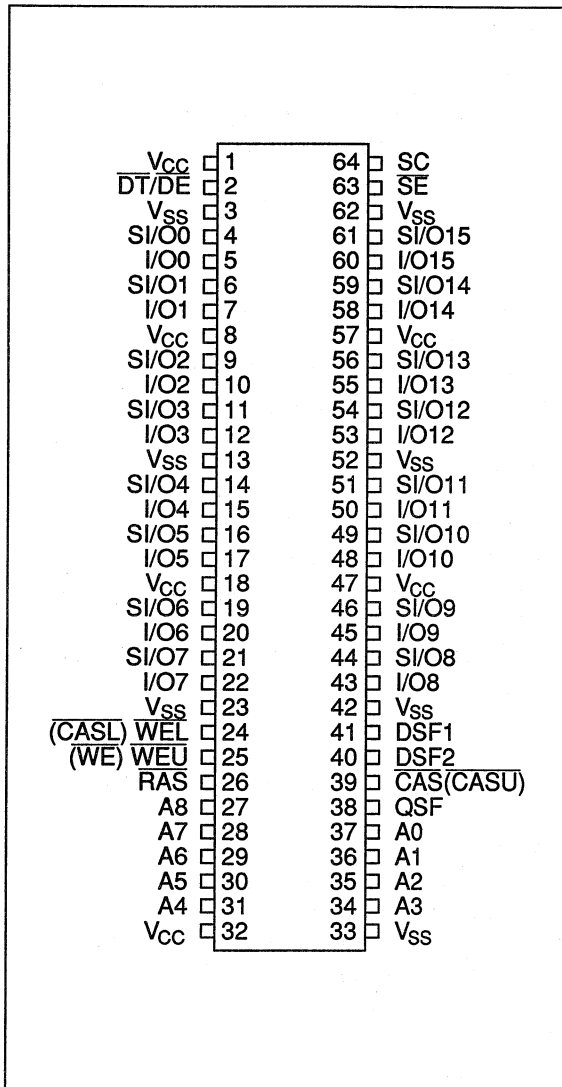 VCC 1 64 SC
DT/DE 2 63 SE
VSS 3 62 VSS
SI/O0 4 61 SI/O15
I/O0 5 60 I/O15
SI/O1 6 59 SI/O14
I/O1 7 58 I/O14
VCC 8 57 VCC
SI/O2 9 56 SI/O13
I/O2 10 55 I/O13
SI/O3 11 54 SI/O12
I/O3 12 53 I/O12
VSS 13 52 VSS
SI/O4 14 51 SI/O11
I/O4 15 50 I/O11
SI/O5 16 49 SI/O10
I/O5 17 48 I/O10
VCC 18 47 VCC
SI/O6 19 46 SI/O9
I/O6 20 45 I/O9
SI/O7 21 44 SI/O8
I/O7 22 43 I/O8
VSS 23 42 VSS
(CASL) WEL 24 41 DSF1
(WE) WEU 25 40 DSF2
RAS 26 39 CAS(CASU)
A8 27 38 QSF
A7 28 37 A0
A6 29 36 A1
A5 30 35 A2
A4 31 34 A3
VCC 32 33 VSS